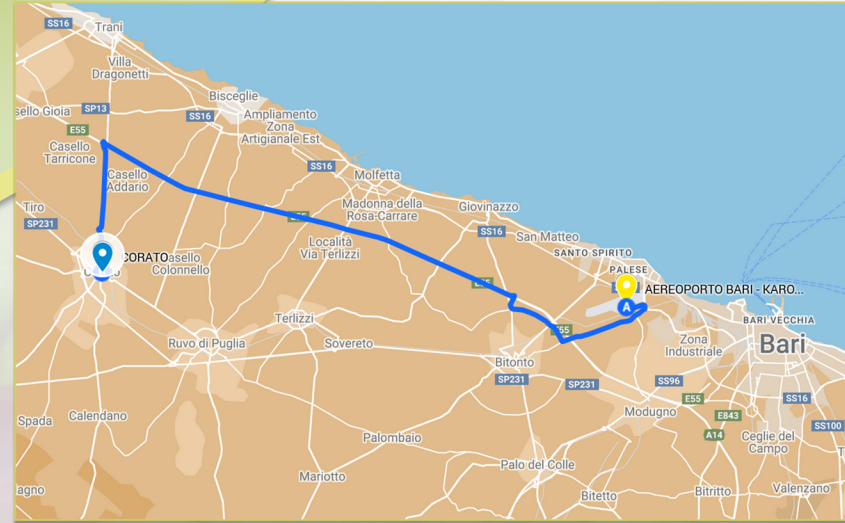 SS16
Trani
Villa
Dragonetti
Bisceglie
sello Gioia
SP13
SS16
Ampliamento
Zona
Artigianale Est
E55
Casello
Tarricone
SS16
Casello
Addario
Molfetta
Madonna della
Rosa-Carrare
Giovinazzo
Tiro
SP231
SS16
San Matteo
CORATO
asello
Colonnello
Località
Via Terlizzi
SANTO SPIRITO
PALESE
AEREOPORTO BARI - KARO...
A
BARI VECCHIA
Terlizzi
E55
Ruvo di Puglia
Sovereto
Zona
Industriale
Bari
Bitonto
SP231
SP231
SS96
E55
SS16
Spada
Calendano
Modugno
E843
SS100
A14
Ceglie del
Campo
Palombaio
agno
Mariotto
Palo del Colle
Bitetto
Bitritto
Valenzano